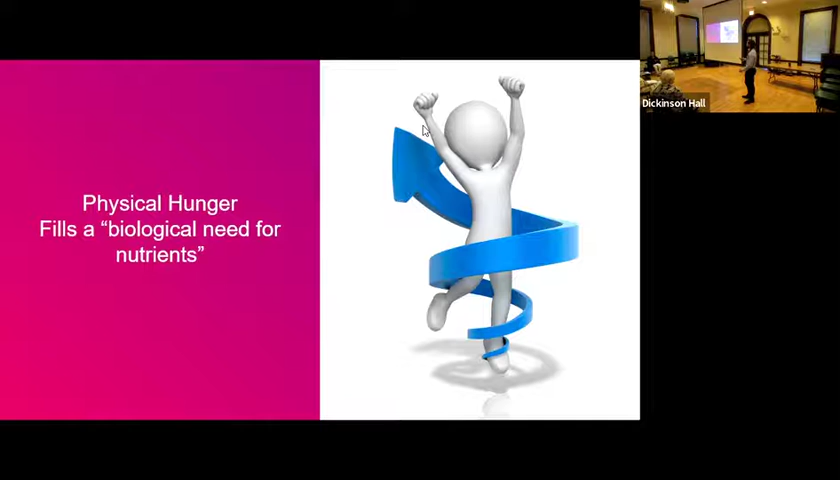 Physical Hunger
Fills a “biological need for
nutrients”
Dickinson Hall